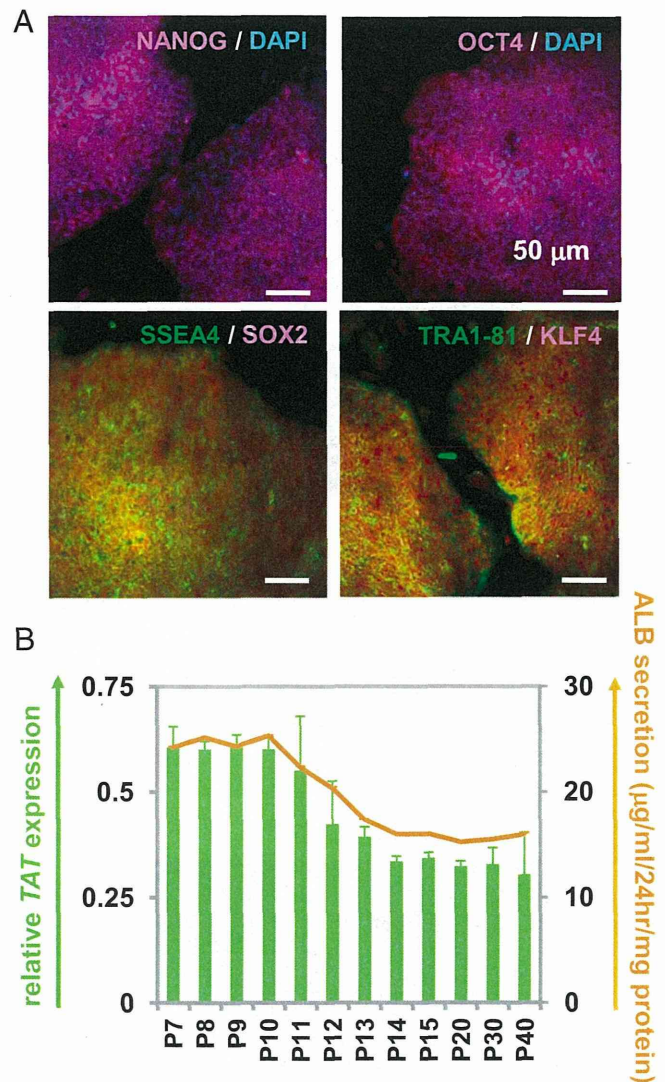 A
NANOG / DAPI
OCT4 / DAPI
50 μm
SSEA4 / SOX2
TRA1-81 / KLF4
B
relative TAT expression
0.75
0.5
0.25
0
30
20
10
0
ALB secretion (μg/ml/24hr/mg protein)
P7 P8 P9 P10 P11 P12 P13 P14 P15 P20 P30 P40